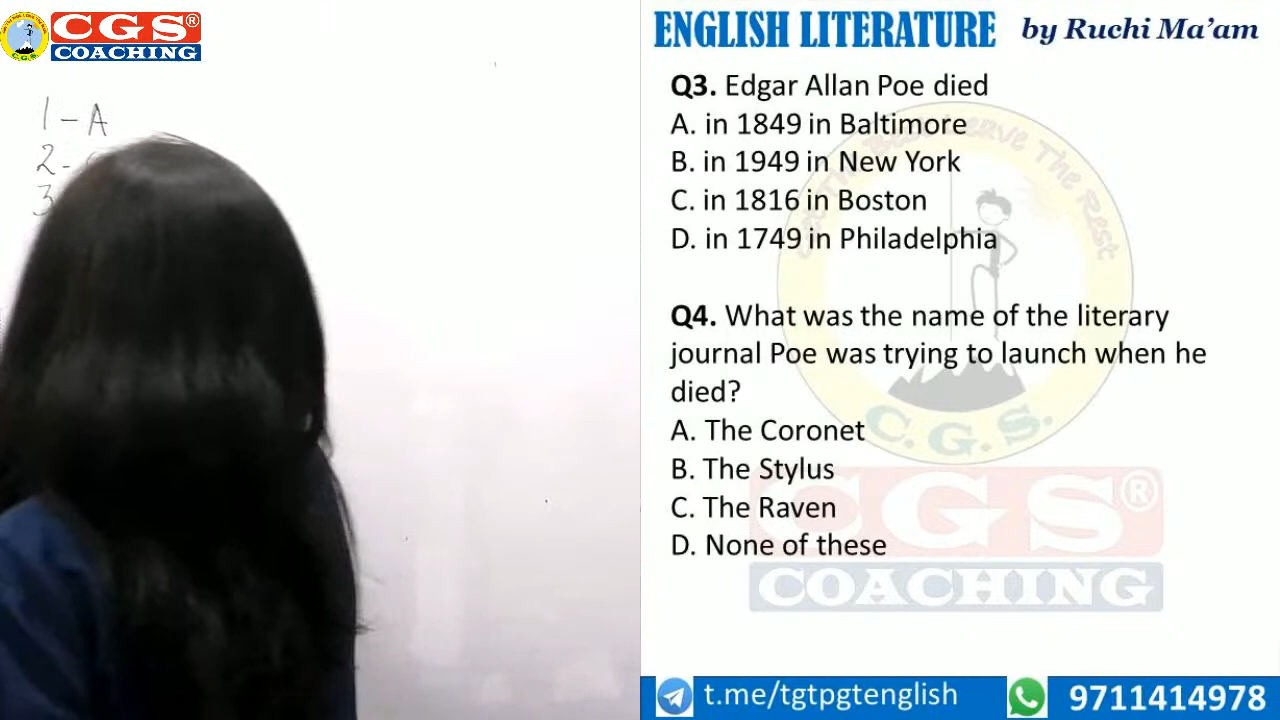 CGS®
COACHING
C.G.S.
1 - A
2 -
3
ENGLISH LITERATURE by Ruchi Ma’am
Q3. Edgar Allan Poe died
A. in 1849 in Baltimore
B. in 1949 in New York
C. in 1816 in Boston
D. in 1749 in Philadelphia
Q4. What was the name of the literary
journal Poe was trying to launch when he
died?
A. The Coronet
B. The Stylus
C. The Raven
D. None of these
Leave The Rest
C.G.S.
CGS®
COACHING
t.me/tgtpgtenglish
9711414978